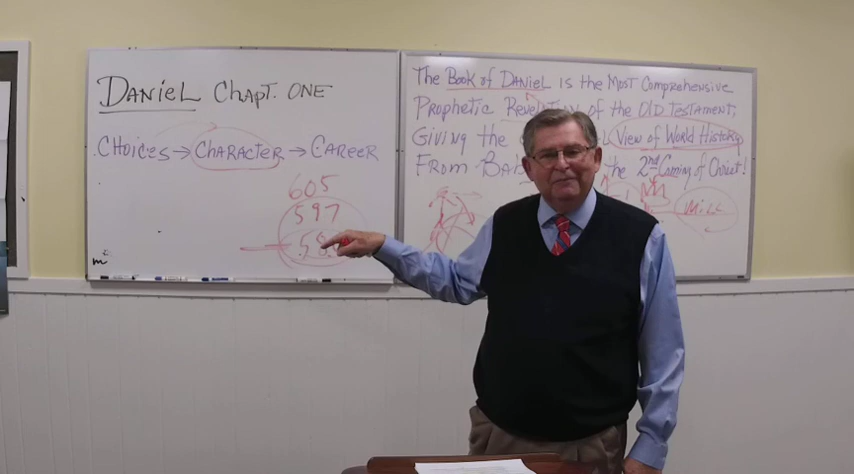 DANIEL CHAPT. ONE
CHOICES → CHARACTER → CAREER
605
597
58
m
THE BOOK OF DANIEL IS THE MOST COMPREHENSIVE
PROPHETIC REVELATION OF THE OLD TESTAMENT,
GIVING THE VIEW OF WORLD HISTORY
FROM THE 2nd COMING OF CHRIST!
MILL